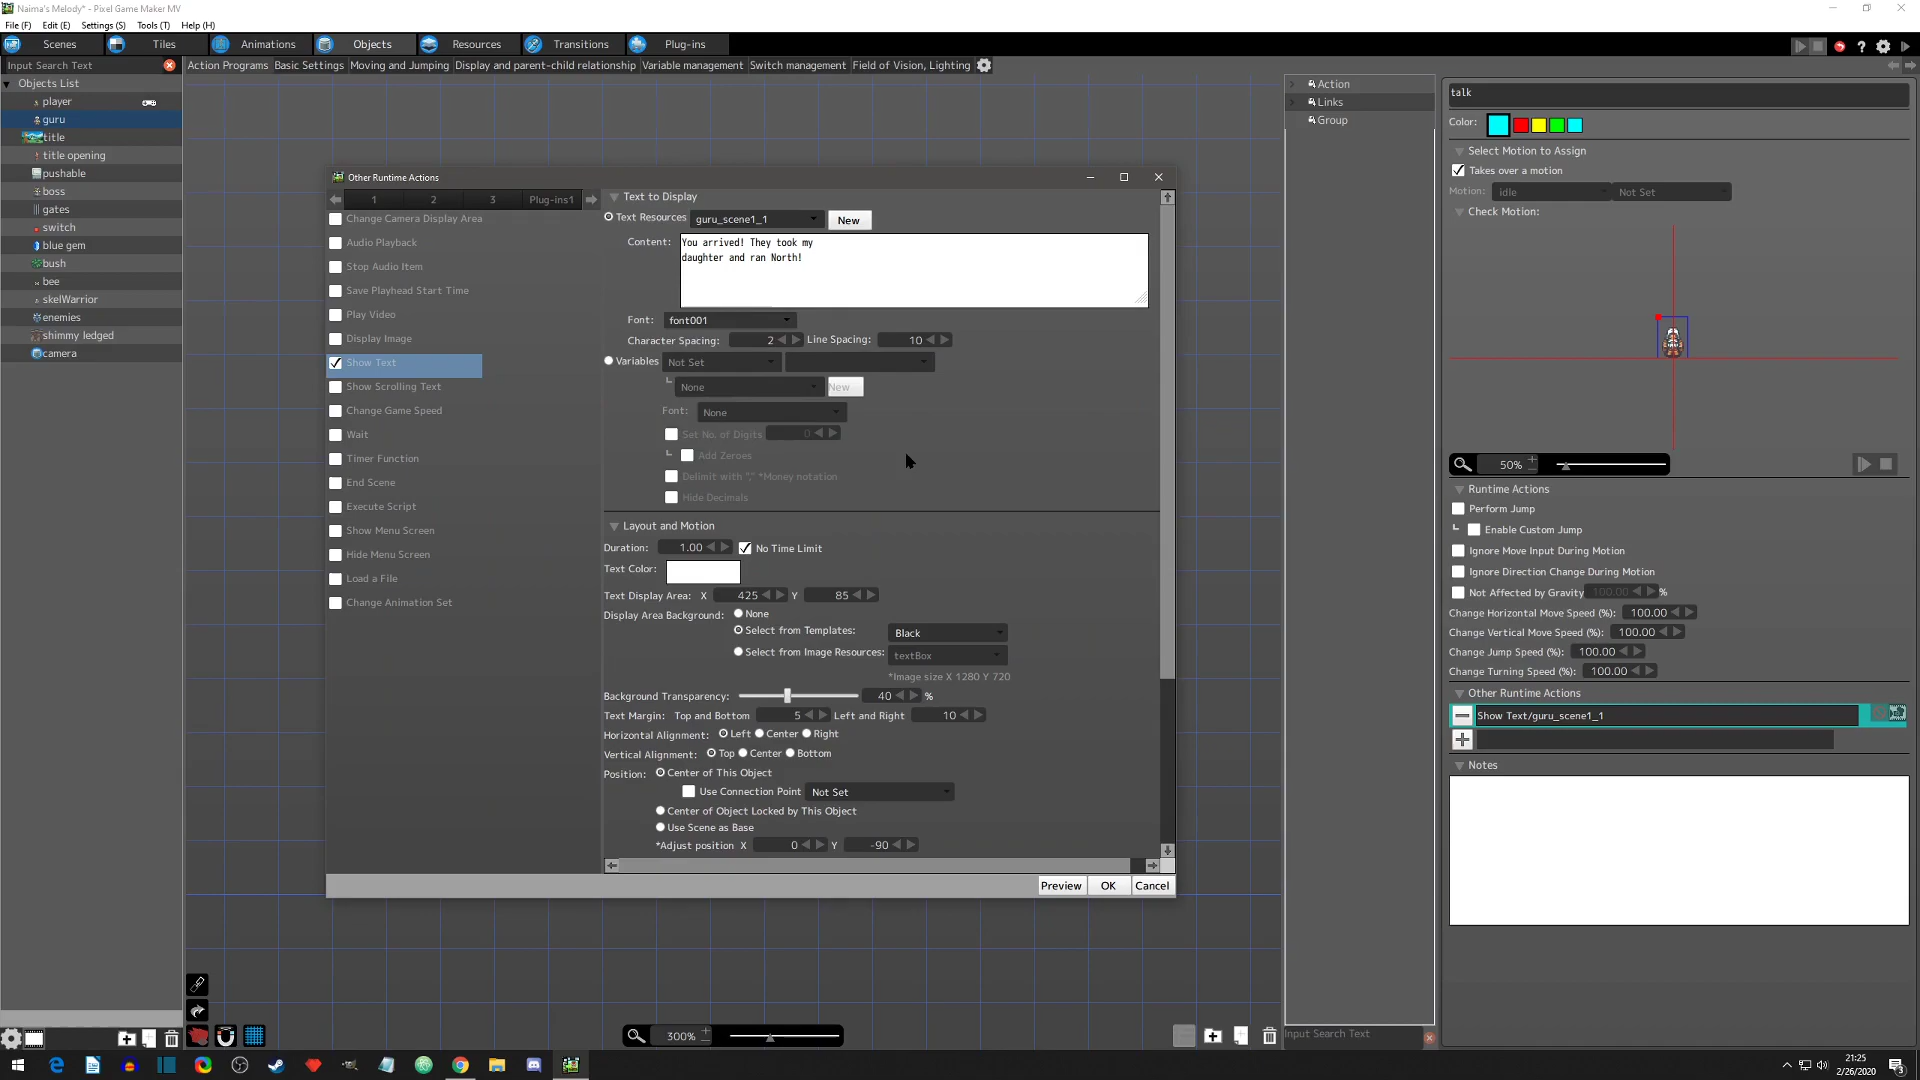 Naima's Melody* - Pixel Game Maker MV
File (F) Edit (E) Settings (S) Tools (T) Help (H)
Scenes Tiles Animations Objects Resources Transitions Plug-ins
Input Search Text
Action Programs Basic Settings Moving and Jumping Display and parent-child relationship Variable management Switch management Field of Vision, Lighting
Objects List
player
guru
title
title opening
pushable
boss
gates
switch
blue gem
bush
bee
skelWarrior
enemies
shimmy ledged
camera
Other Runtime Actions
1 2 3 Plug-ins1
Change Camera Display Area
Audio Playback
Stop Audio Item
Save Playhead Start Time
Play Video
Display Image
Show Text
Show Scrolling Text
Change Game Speed
Wait
Timer Function
End Scene
Execute Script
Show Menu Screen
Hide Menu Screen
Load a File
Change Animation Set
Text to Display
Text Resources guru_scene1_1 New
Content: You arrived! They took my
daughter and ran North!
Font: font001
Character Spacing: 2 Line Spacing: 10
Variables Not Set
None New
Font: None
Set No. of Digits 0
Add Zeroes
Delimit with "," *Money notation
Hide Decimals
Layout and Motion
Duration: 1.00 No Time Limit
Text Color:
Text Display Area: X 425 Y 85
Display Area Background: None
Select from Templates: Black
Select from Image Resources: textBox
*Image size X 1280 Y 720
Background Transparency: 40 %
Text Margin: Top and Bottom 5 Left and Right 10
Horizontal Alignment: Left Center Right
Vertical Alignment: Top Center Bottom
Position: Center of This Object
Use Connection Point Not Set
Center of Object Locked by This Object
Use Scene as Base
*Adjust position X 0 Y -90
Preview OK Cancel
300%
Action
Links
Group
Input Search Text
talk
Color:
Select Motion to Assign
Takes over a motion
Motion: idle Not Set
Check Motion:
50%
Runtime Actions
Perform Jump
Enable Custom Jump
Ignore Move Input During Motion
Ignore Direction Change During Motion
Not Affected by Gravity 100.00 %
Change Horizontal Move Speed (%): 100.00
Change Vertical Move Speed (%): 100.00
Change Jump Speed (%): 100.00
Change Turning Speed (%): 100.00
Other Runtime Actions
Show Text/guru_scene1_1
Notes
21:25
2/26/2020
3